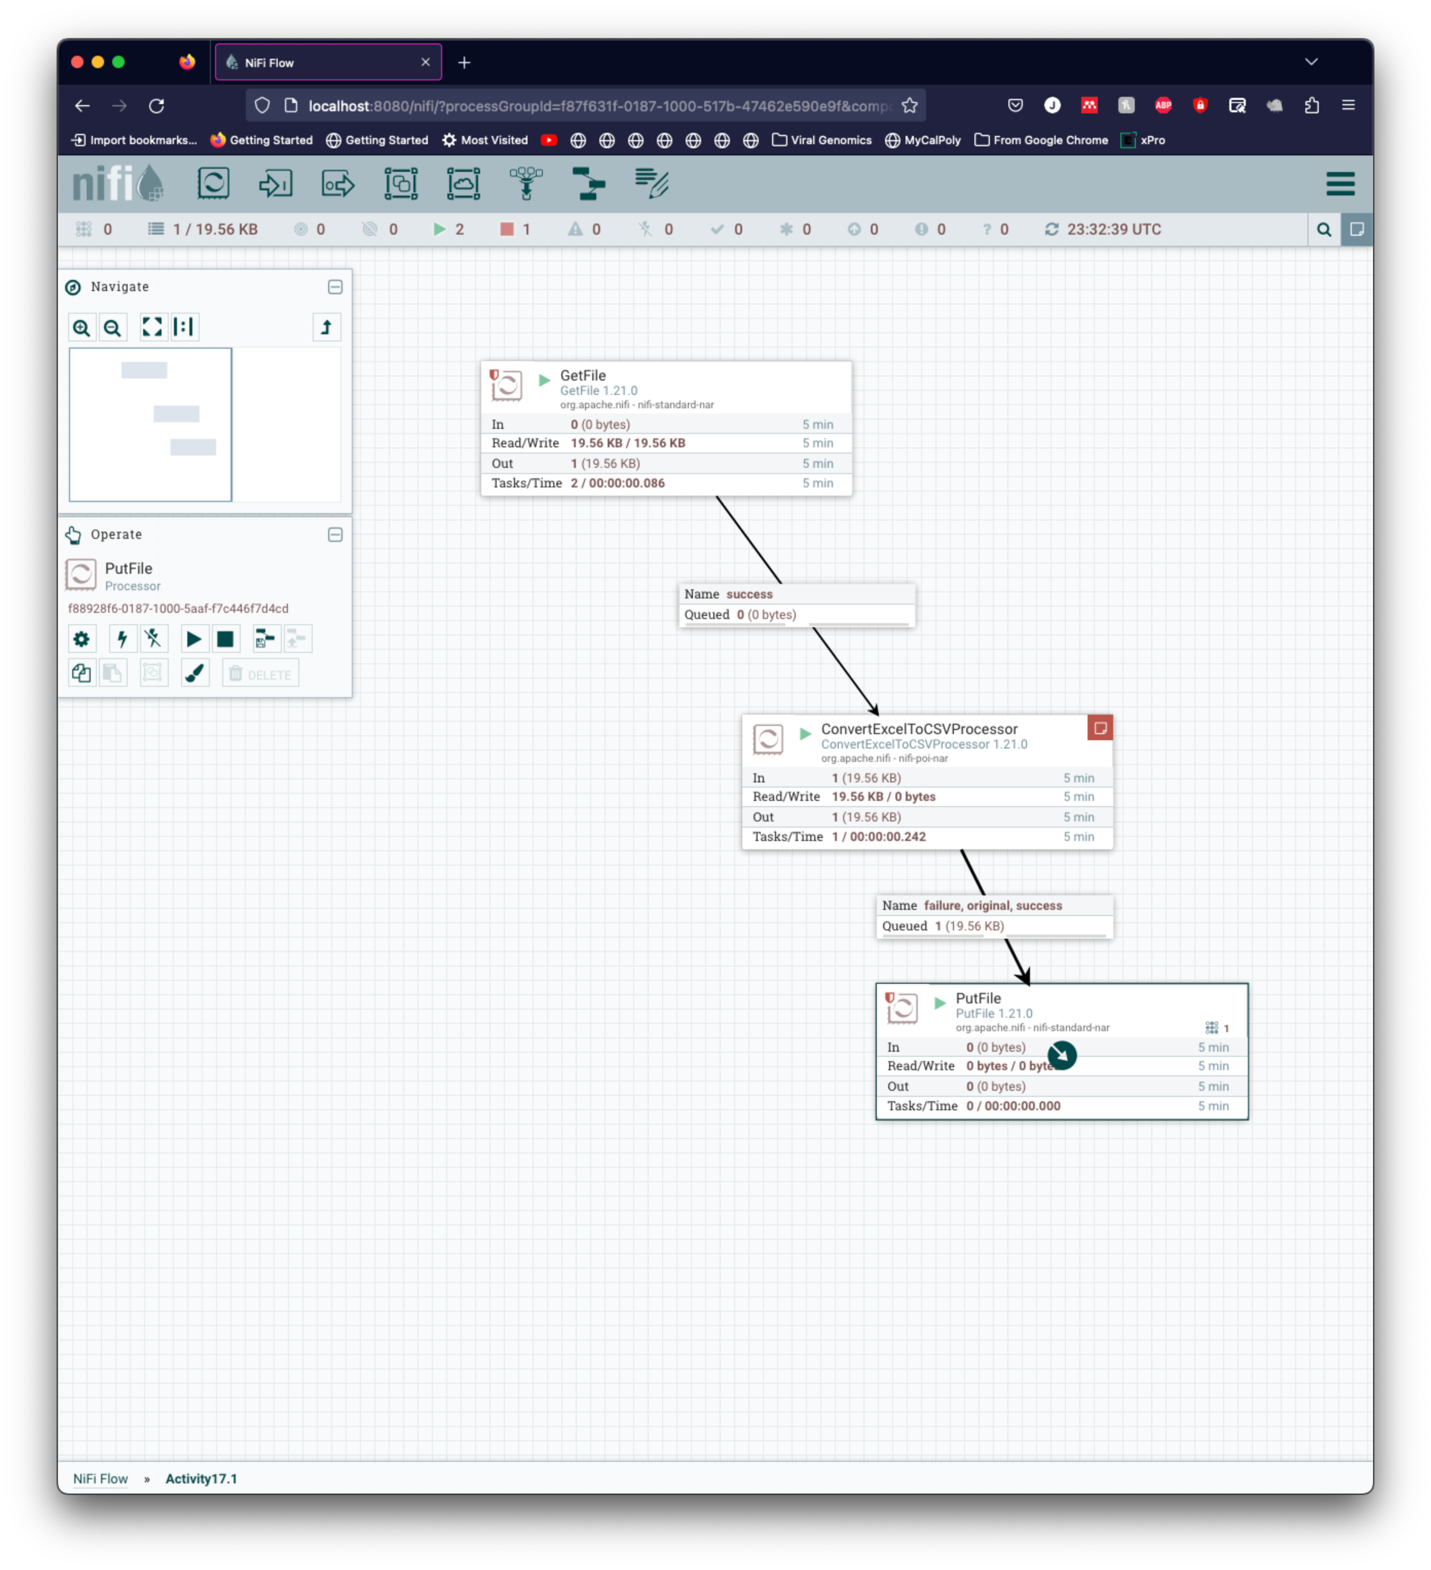 NiFi Flow
localhost:8080/nifi/?processGroupId=f87f631f-0187-1000-517b-47462e590e9f&comp
Import bookmarks... Getting Started Getting Started Most Visited Viral Genomics MyCalPoly From Google Chrome xPro
nifi
0 1 / 19.56 KB 0 0 2 1 0 0 0 0 0 0 ? 0 23:32:39 UTC
Navigate
Operate
PutFile
Processor
f88928f6-0187-1000-5aaf-f7c446f7d4cd
DELETE
GetFile
GetFile 1.21.0
org.apache.nifi - nifi-standard-nar
In 0 (0 bytes) 5 min
Read/Write 19.56 KB / 19.56 KB 5 min
Out 1 (19.56 KB) 5 min
Tasks/Time 2 / 00:00:00.086 5 min
Name success
Queued 0 (0 bytes)
ConvertExcelToCSVProcessor
ConvertExcelToCSVProcessor 1.21.0
org.apache.nifi - nifi-poi-nar
In 1 (19.56 KB) 5 min
Read/Write 19.56 KB / 0 bytes 5 min
Out 1 (19.56 KB) 5 min
Tasks/Time 1 / 00:00:00.242 5 min
Name failure, original, success
Queued 1 (19.56 KB)
PutFile
PutFile 1.21.0
org.apache.nifi - nifi-standard-nar
1
In 0 (0 bytes) 5 min
Read/Write 0 bytes / 0 byte 5 min
Out 0 (0 bytes) 5 min
Tasks/Time 0 / 00:00:00.000 5 min
NiFi Flow » Activity17.1